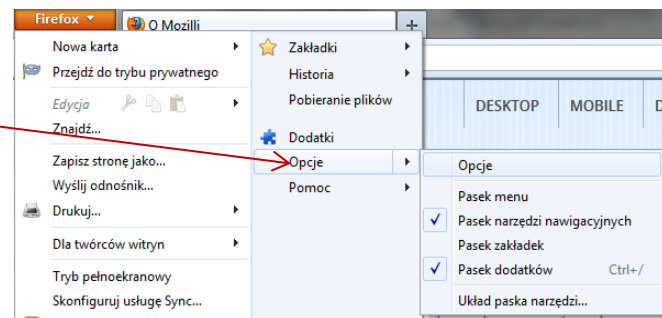 Firefox
O Mozilli
+
Nowa karta
Przejdź do trybu prywatnego
Edycja
Znajdź...
Zapisz stronę jako...
Wyślij odnośnik...
Drukuj...
Dla twórców witryn
Tryb pełnoekranowy
Skonfiguruj usługę Sync...
Zakładki
Historia
Pobieranie plików
Dodatki
Opcje
Pomoc
DESKTOP MOBILE D
Opcje
Pasek menu
Pasek narzędzi nawigacyjnych
Pasek zakładek
Pasek dodatków Ctrl+/
Układ paska narzędzi...